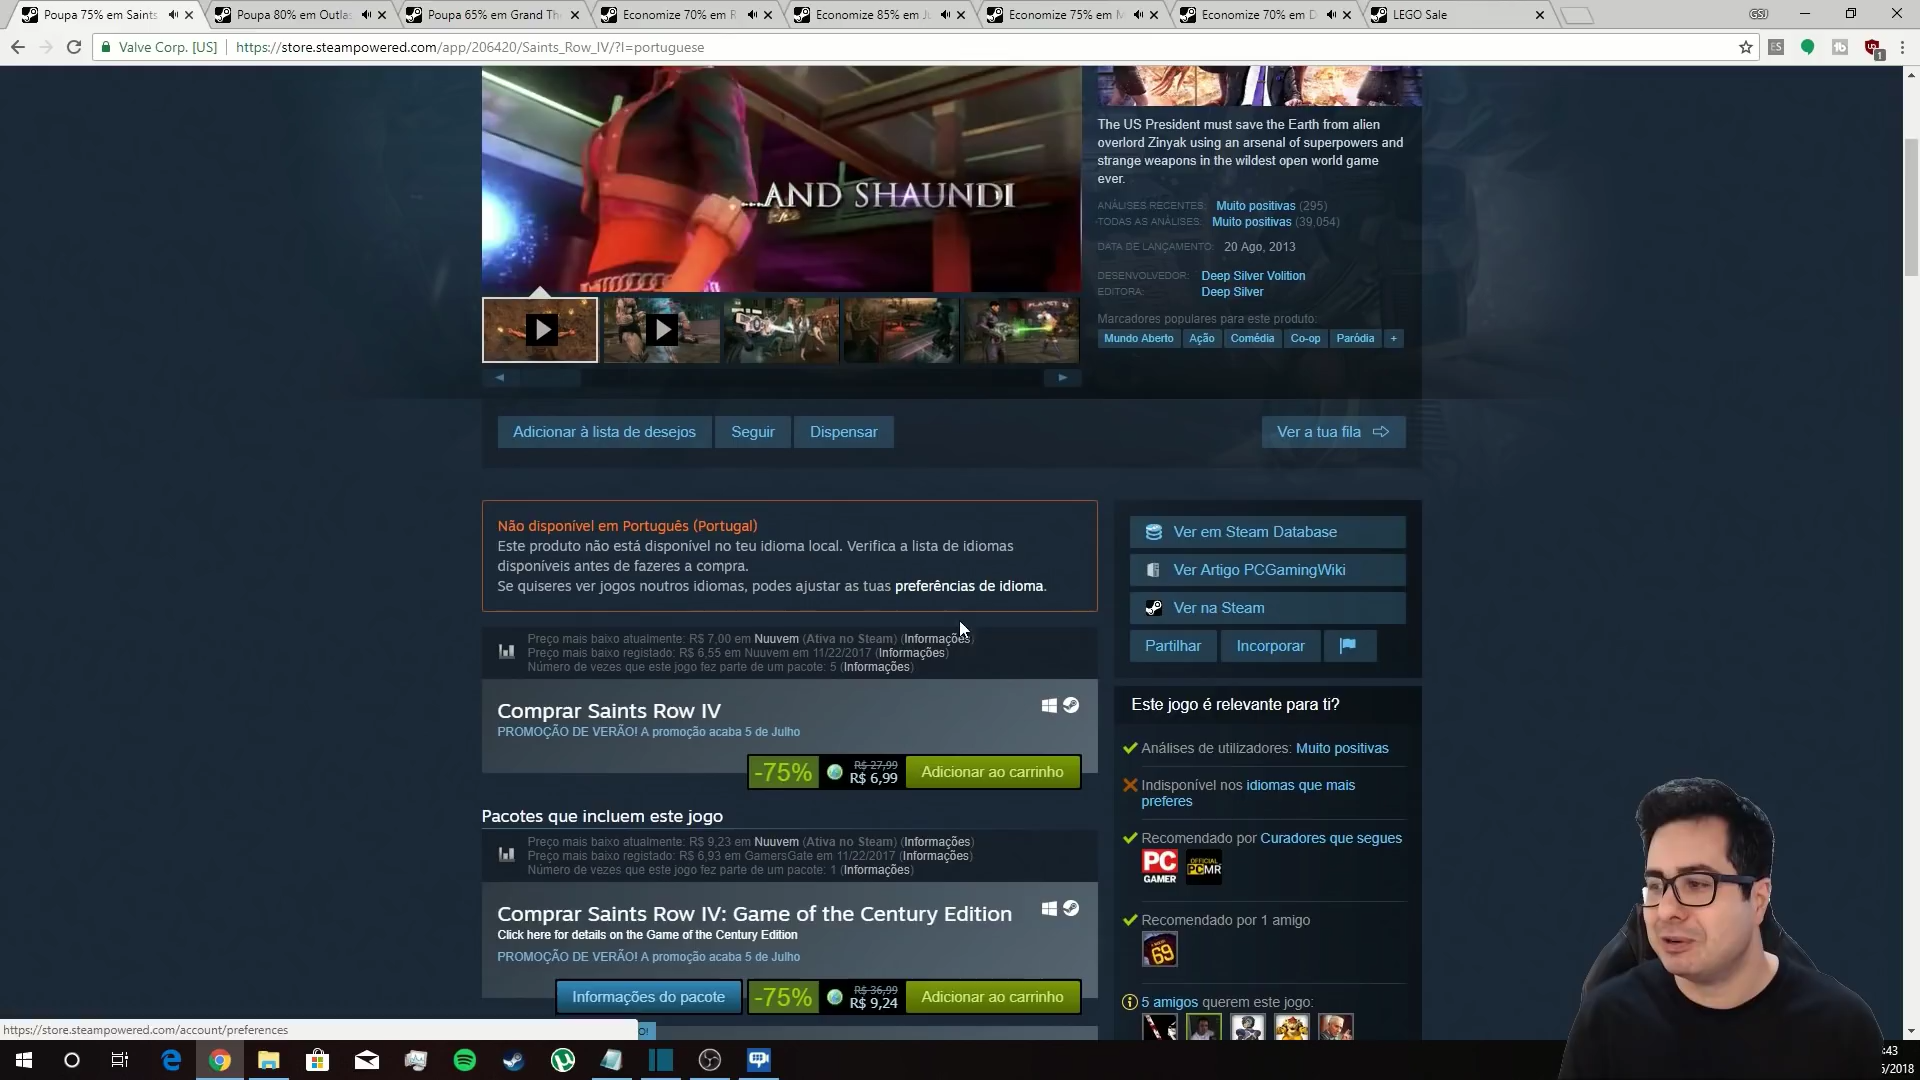 Poupa 75% em Saints
Poupa 80% em Outla
Poupa 65% em Grand Th
Economize 70% em
Economize 85% em
Economize 75% em
Economize 70% em
LEGO Sale
GSJ
Valve Corp. [US]
https://store.steampowered.com/app/206420/Saints_Row_IV/?l=portuguese
ES
1
...AND SHAUNDI
The US President must save the Earth from alien
overlord Zinyak using an arsenal of superpowers and
strange weapons in the wildest open world game
ever.
ANÁLISES RECENTES: Muito positivas (295)
TODAS AS ANÁLISES: Muito positivas (39,054)
DATA DE LANÇAMENTO: 20 Ago, 2013
DESENVOLVEDOR: Deep Silver Volition
EDITORA: Deep Silver
Marcadores populares para este produto:
Mundo Aberto Ação Comédia Co-op Paródia +
Adicionar à lista de desejos
Seguir
Dispensar
Ver a tua fila
Não disponível em Português (Portugal)
Este produto não está disponível no teu idioma local. Verifica a lista de idiomas
disponíveis antes de fazeres a compra.
Se quiseres ver jogos noutros idiomas, podes ajustar as tuas preferências de idioma.
Preço mais baixo atualmente: R$ 7,00 em Nuuvem (Ativa no Steam) (Informações)
Preço mais baixo registado: R$ 6,55 em Nuuvem em 11/22/2017 (Informações)
Número de vezes que este jogo fez parte de um pacote: 5 (Informações)
Comprar Saints Row IV
PROMOÇÃO DE VERÃO! A promoção acaba 5 de Julho
-75%
R$ 27,99
R$ 6,99
Adicionar ao carrinho
Pacotes que incluem este jogo
Preço mais baixo atualmente: R$ 9,23 em Nuuvem (Ativa no Steam) (Informações)
Preço mais baixo registado: R$ 6,93 em GamersGate em 11/22/2017 (Informações)
Número de vezes que este jogo fez parte de um pacote: 1 (Informações)
Comprar Saints Row IV: Game of the Century Edition
Click here for details on the Game of the Century Edition
PROMOÇÃO DE VERÃO! A promoção acaba 5 de Julho
Informações do pacote
-75%
R$ 36,99
R$ 9,24
Adicionar ao carrinho
Ver em Steam Database
Ver Artigo PCGamingWiki
Ver na Steam
Partilhar
Incorporar
Este jogo é relevante para ti?
Análises de utilizadores: Muito positivas
Indisponível nos idiomas que mais
preferes
Recomendado por Curadores que segues
PC
GAMER
OFFICIAL
PCMR
Recomendado por 1 amigo
69
5 amigos querem este jogo:
https://store.steampowered.com/account/preferences
O!
:43
/2018